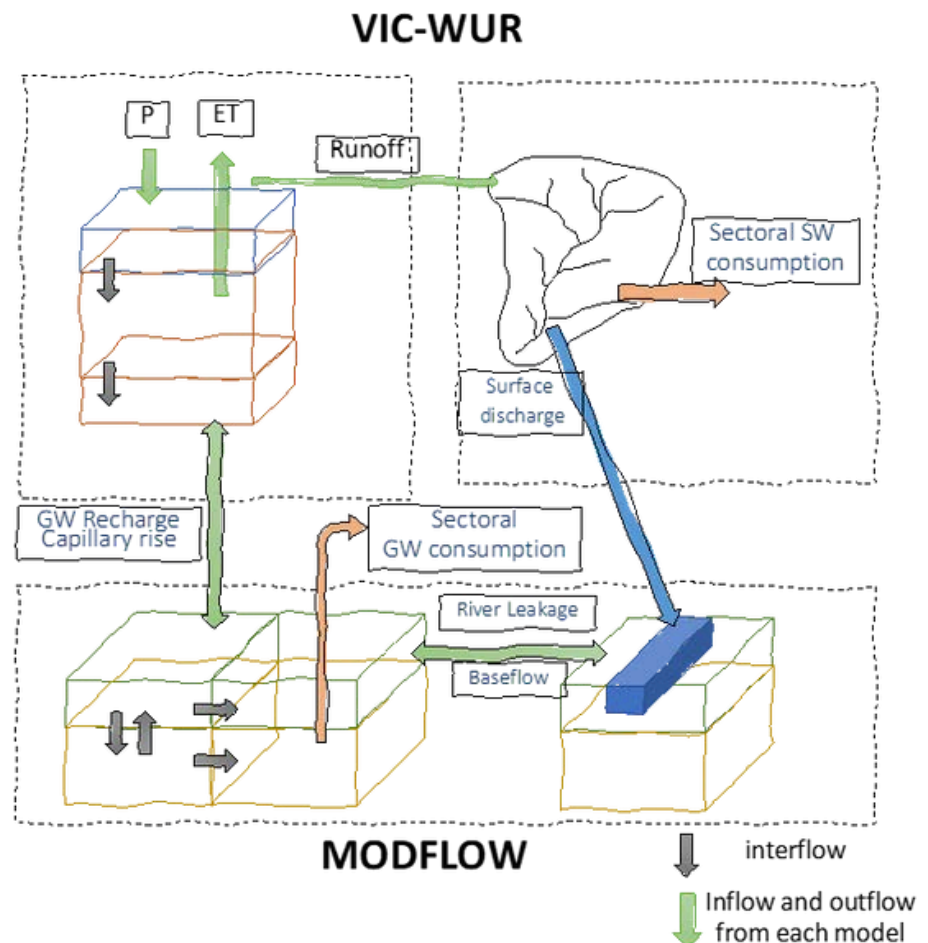 VIC-WUR
P
ET
Runoff
Sectoral SW
consumption
Surface
discharge
GW Recharge
Capillary rise
Sectoral
GW consumption
River Leakage
Baseflow
MODFLOW
interflow
Inflow and outflow
from each model